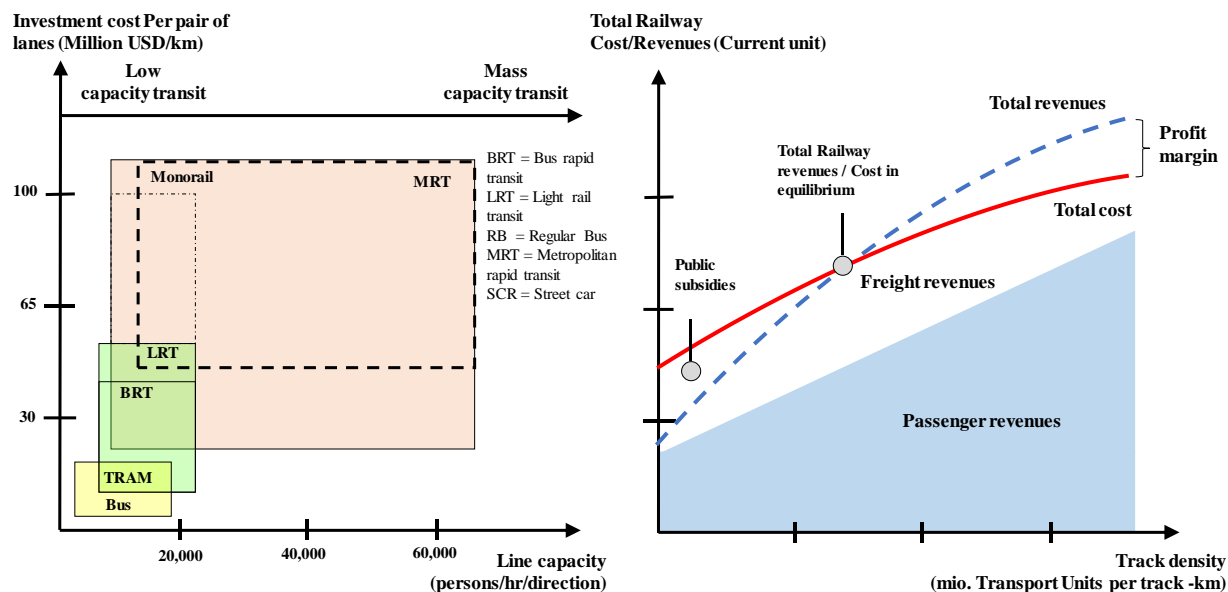 Investment cost Per pair of
lanes (Million USD/km)
Low
capacity transit
Mass
capacity transit
Monorail
MRT
BRT = Bus rapid
transit
LRT = Light rail
transit
RB = Regular Bus
MRT = Metropolitan
rapid transit
SCR = Street car
100
65
30
LRT
BRT
TRAM
Bus
20,000
40,000
60,000
Line capacity
(persons/hr/direction)
Total Railway
Cost/Revenues (Current unit)
Total revenues
Profit
margin
Total Railway
revenues / Cost in
equilibrium
Total cost
Public
subsidies
Freight revenues
Passenger revenues
Track density
(mio. Transport Units per track -km)